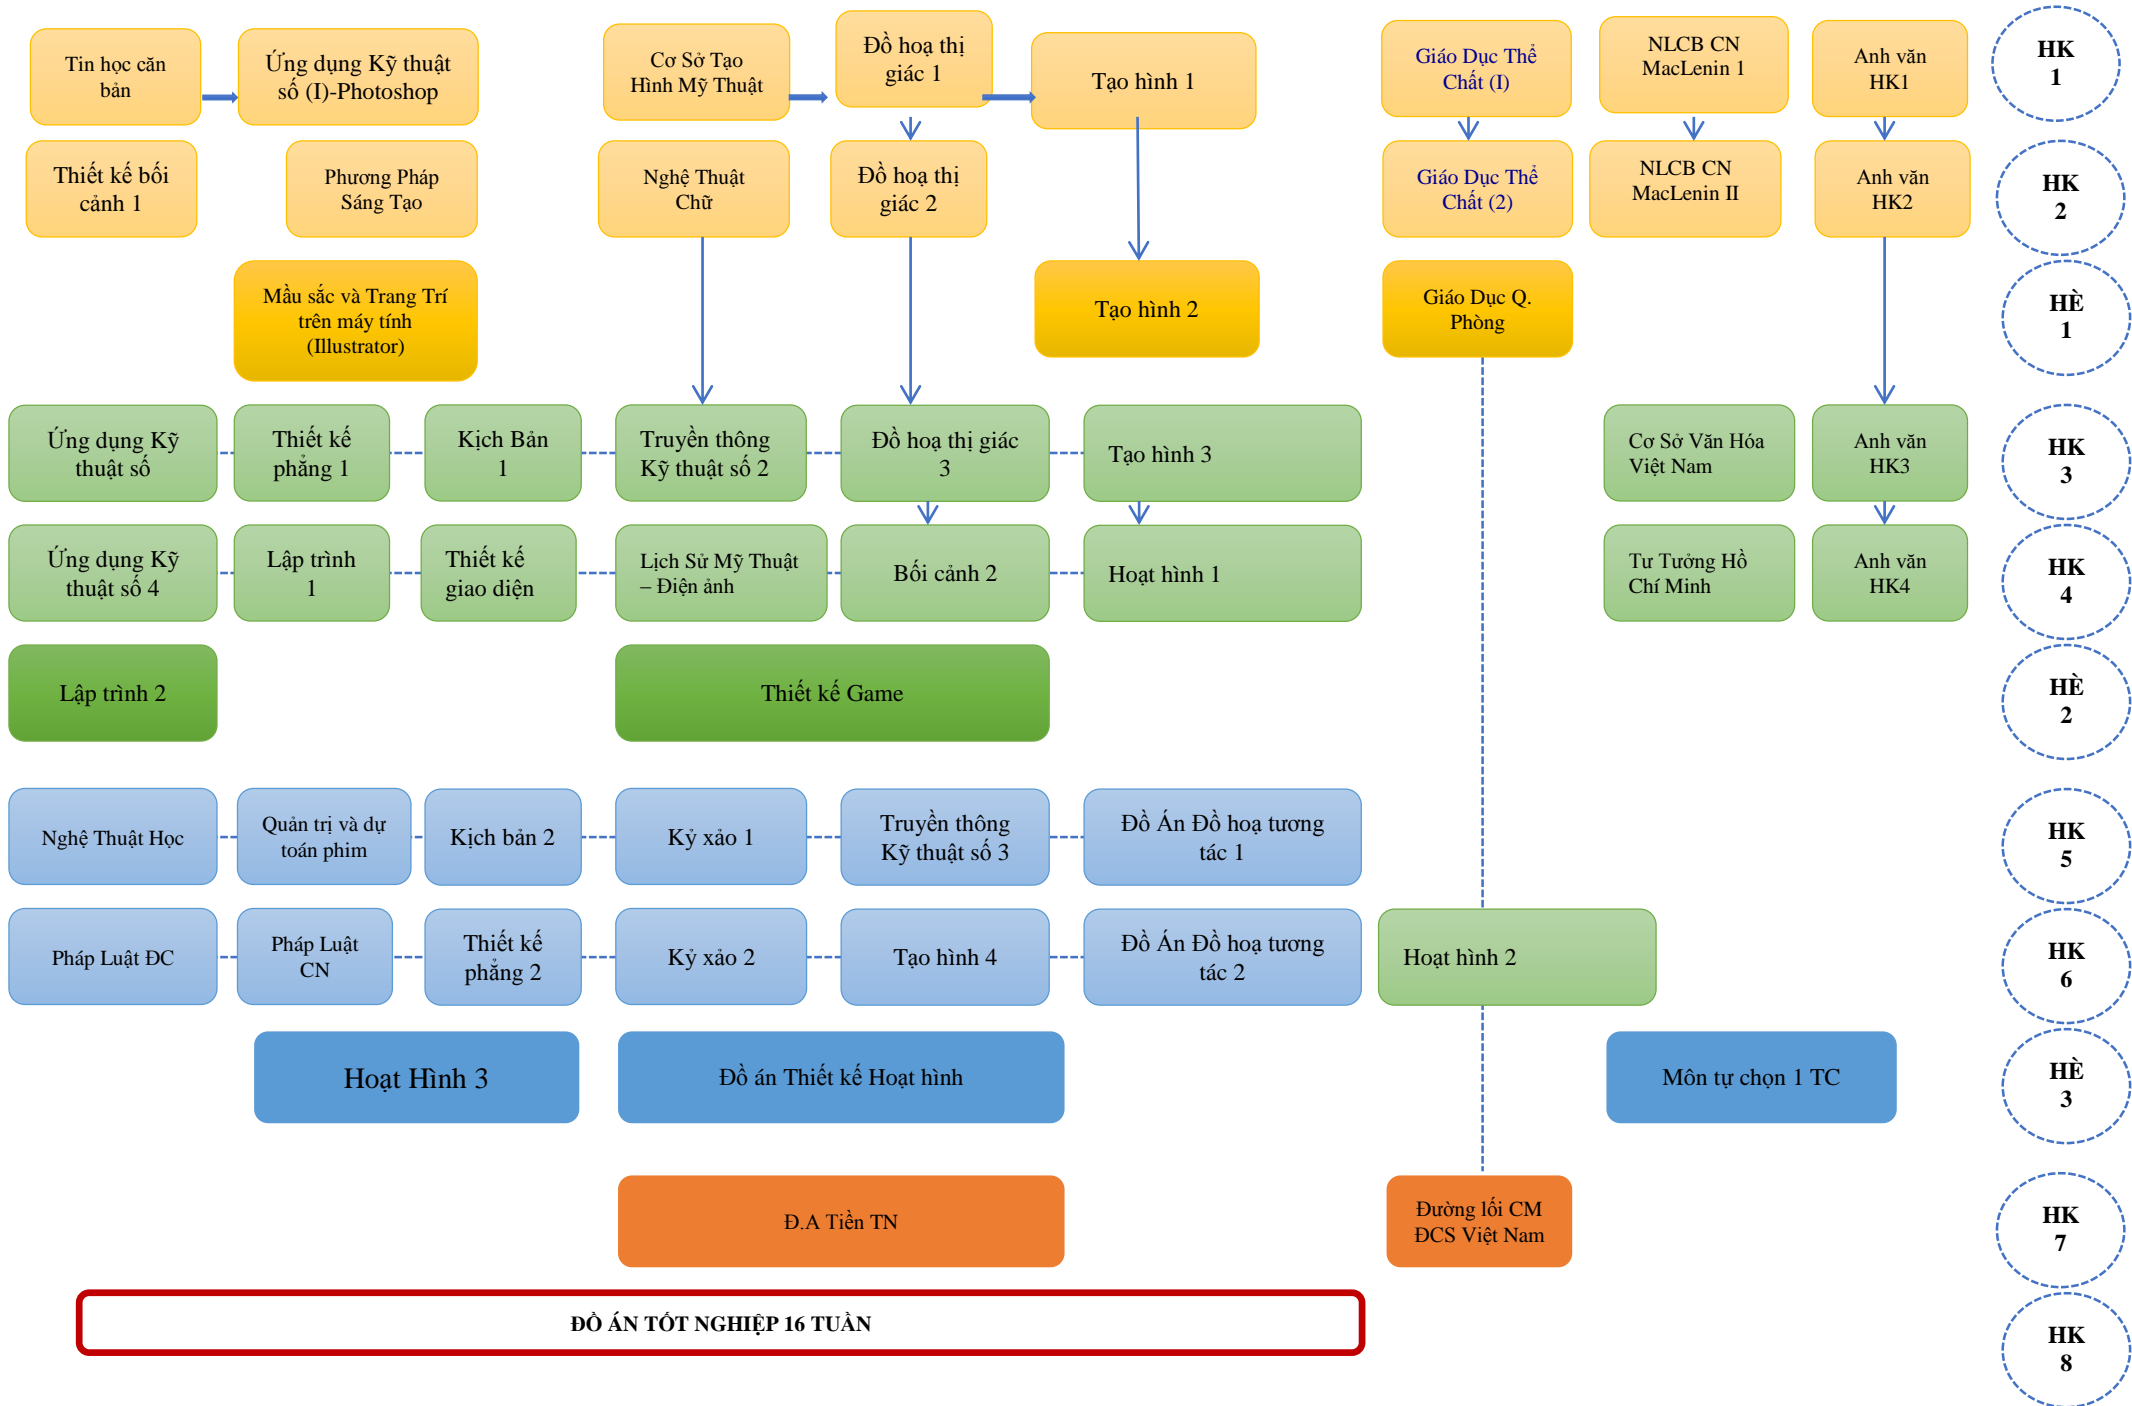 Tin học căn
bản
Ứng dụng Kỹ thuật
số (I)-Photoshop
Cơ Sở Tạo
Hình Mỹ Thuật
Đồ hoạ thị
giác 1
Tạo hình 1
Giáo Dục Thể
Chất (I)
NLCB CN
MacLenin 1
Anh văn
HK1
HK
1
Thiết kế bối
cảnh 1
Phương Pháp
Sáng Tạo
Nghệ Thuật
Chữ
Đồ hoạ thị
giác 2
Giáo Dục Thể
Chất (2)
NLCB CN
MacLenin II
Anh văn
HK2
HK
2
Mầu sắc và Trang Trí
trên máy tính
(Illustrator)
Tạo hình 2
Giáo Dục Q.
Phòng
HÈ
1
Ứng dụng Kỹ
thuật số
Thiết kế
phẳng 1
Kịch Bản
1
Truyền thông
Kỹ thuật số 2
Đồ hoạ thị giác
3
Tạo hình 3
Cơ Sở Văn Hóa
Việt Nam
Anh văn
HK3
HK
3
Ứng dụng Kỹ
thuật số 4
Lập trình
1
Thiết kế
giao diện
Lịch Sử Mỹ Thuật
– Điện ảnh
Bối cảnh 2
Hoạt hình 1
Tư Tưởng Hồ
Chí Minh
Anh văn
HK4
HK
4
Lập trình 2
Thiết kế Game
HÈ
2
Nghệ Thuật Học
Quản trị và dự
toán phim
Kịch bản 2
Kỷ xảo 1
Truyền thông
Kỹ thuật số 3
Đồ Án Đồ hoạ tương
tác 1
HK
5
Pháp Luật ĐC
Pháp Luật
CN
Thiết kế
phẳng 2
Kỷ xảo 2
Tạo hình 4
Đồ Án Đồ hoạ tương
tác 2
Hoạt hình 2
HK
6
Hoạt Hình 3
Đồ án Thiết kế Hoạt hình
Môn tự chọn 1 TC
HÈ
3
Đ.A Tiền TN
Đường lối CM
ĐCS Việt Nam
HK
7
ĐỒ ÁN TỐT NGHIỆP 16 TUẦN
HK
8